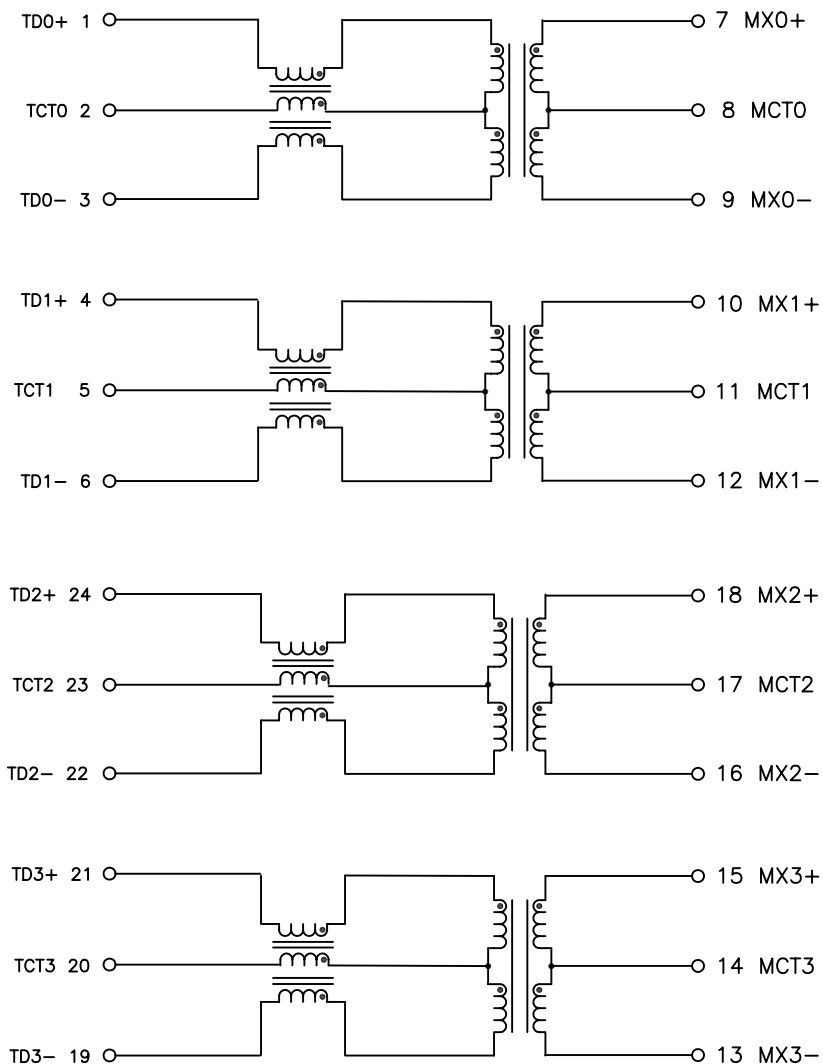 TD0+ 1 7 MX0+
TCT0 2 8 MCT0
TD0- 3 9 MX0-
TD1+ 4 10 MX1+
TCT1 5 11 MCT1
TD1- 6 12 MX1-
TD2+ 24 18 MX2+
TCT2 23 17 MCT2
TD2- 22 16 MX2-
TD3+ 21 15 MX3+
TCT3 20 14 MCT3
TD3- 19 13 MX3-